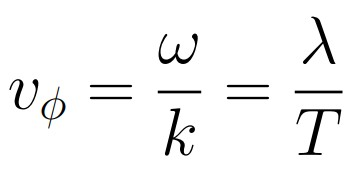 v_ϕ = ω/k = λ/T